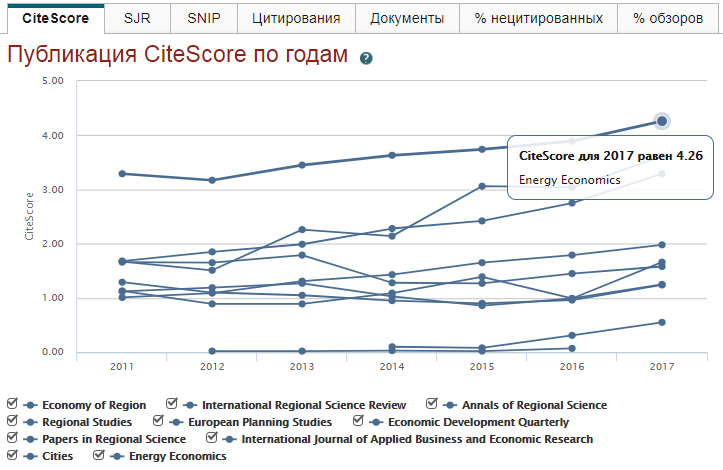 CiteScore SJR SNIP Цитирования Документы % нецитированных % обзоров
Публикация CiteScore по годам ?
5.00
4.00
CiteScore для 2017 равен 4.26
Energy Economics
3.00
CiteScore
2.00
1.00
0.00
2011 2012 2013 2014 2015 2016 2017
Economy of Region International Regional Science Review Annals of Regional Science
Regional Studies European Planning Studies Economic Development Quarterly
Papers in Regional Science International Journal of Applied Business and Economic Research
Cities Energy Economics